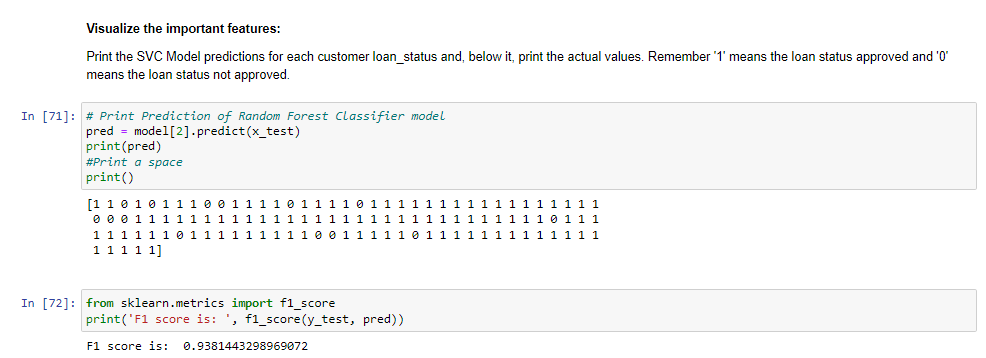 Visualize the important features:
Print the SVC Model predictions for each customer loan_status and, below it, print the actual values. Remember '1' means the loan status approved and '0'
means the loan status not approved.
In [71]: # Print Prediction of Random Forest Classifier model
pred = model[2].predict(x_test)
print(pred)
#Print a space
print()
[1 1 0 1 0 1 1 1 0 0 1 1 1 1 0 1 1 1 1 0 1 1 1 1 1 1 1 1 1 1 1 1 1 1 1 1 1
0 0 0 1 1 1 1 1 1 1 1 1 1 1 1 1 1 1 1 1 1 1 1 1 1 1 1 1 1 1 1 1 1 0 1 1 1
1 1 1 1 1 1 0 1 1 1 1 1 1 1 1 1 0 0 1 1 1 1 1 0 1 1 1 1 1 1 1 1 1 1 1 1 1
1 1 1 1 1]
In [72]: from sklearn.metrics import f1_score
print('F1 score is: ', f1_score(y_test, pred))
F1 score is:  0.9381443298969072